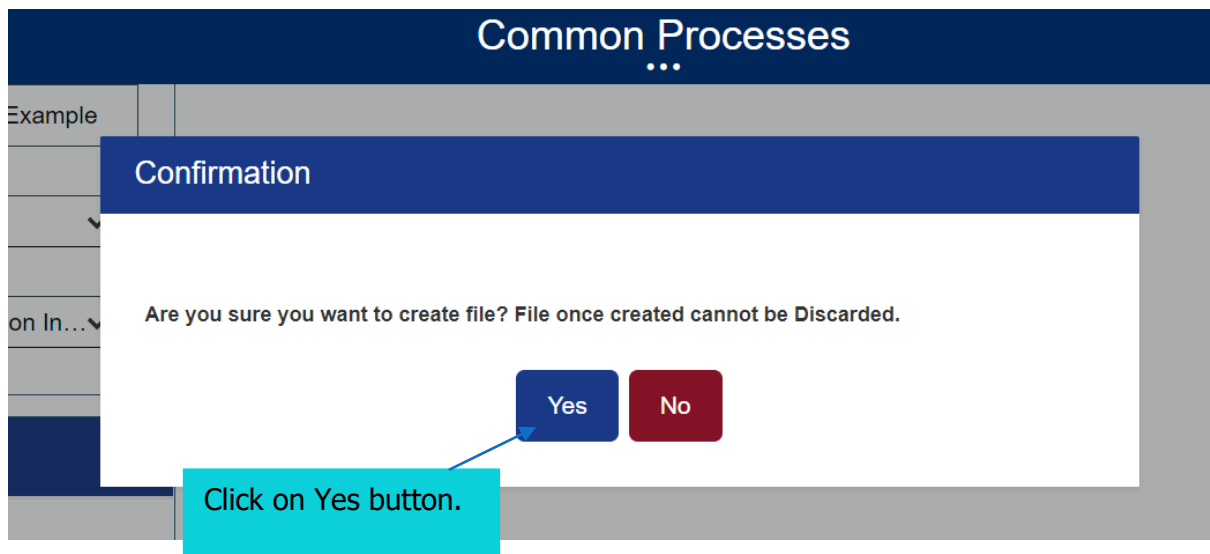 Common Processes
Example
Confirmation
on In...
Are you sure you want to create file? File once created cannot be Discarded.
Yes No
Click on Yes button.